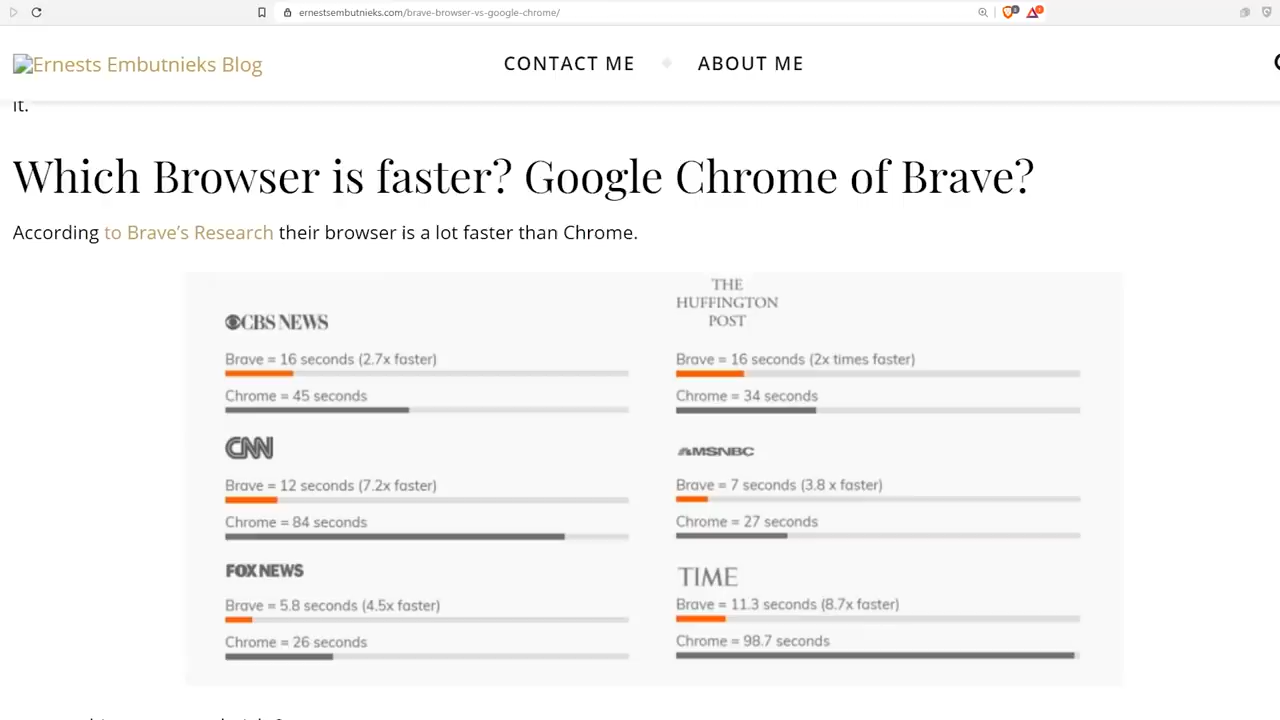 ernestsembutnieks.com/brave-browser-vs-google-chrome/
Ernests Embutnieks Blog
CONTACT ME
ABOUT ME
it.
Which Browser is faster? Google Chrome of Brave?
According to Brave’s Research their browser is a lot faster than Chrome.
CBS NEWS
Brave = 16 seconds (2.7x faster)
Chrome = 45 seconds
THE
HUFFINGTON
POST
Brave = 16 seconds (2x times faster)
Chrome = 34 seconds
CNN
Brave = 12 seconds (7.2x faster)
Chrome = 84 seconds
MSNBC
Brave = 7 seconds (3.8 x faster)
Chrome = 27 seconds
FOX NEWS
Brave = 5.8 seconds (4.5x faster)
Chrome = 26 seconds
TIME
Brave = 11.3 seconds (8.7x faster)
Chrome = 98.7 seconds